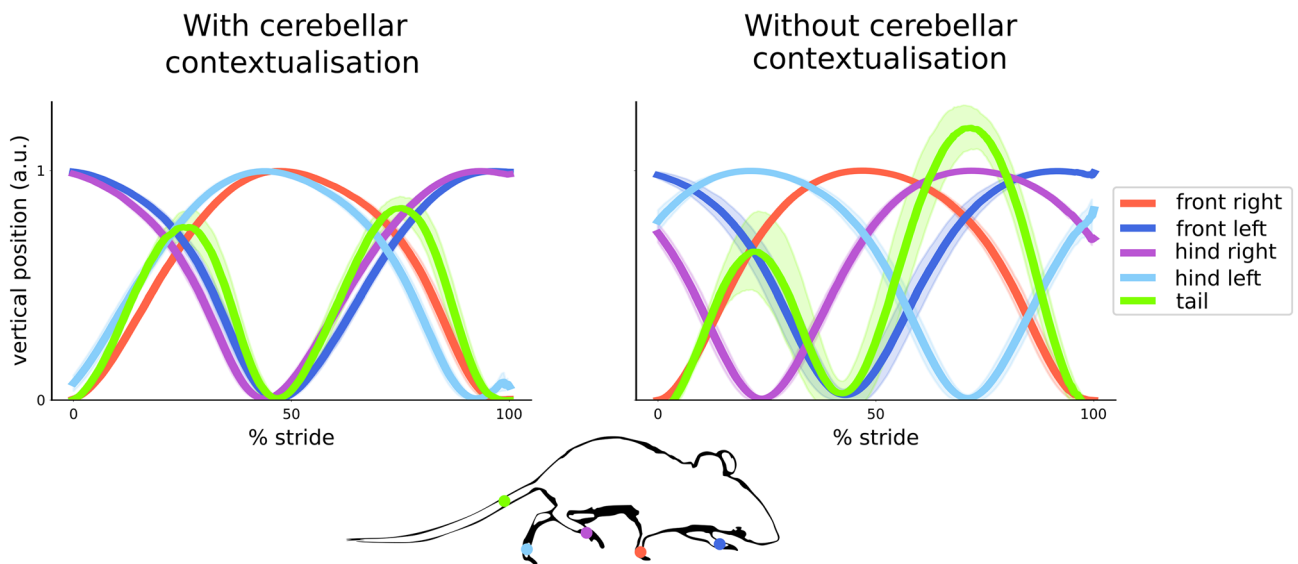 With cerebellar
contextualisation
Without cerebellar
contextualisation
vertical position (a.u.)
1
0
0
50
100
% stride
0
50
100
% stride
front right
front left
hind right
hind left
tail